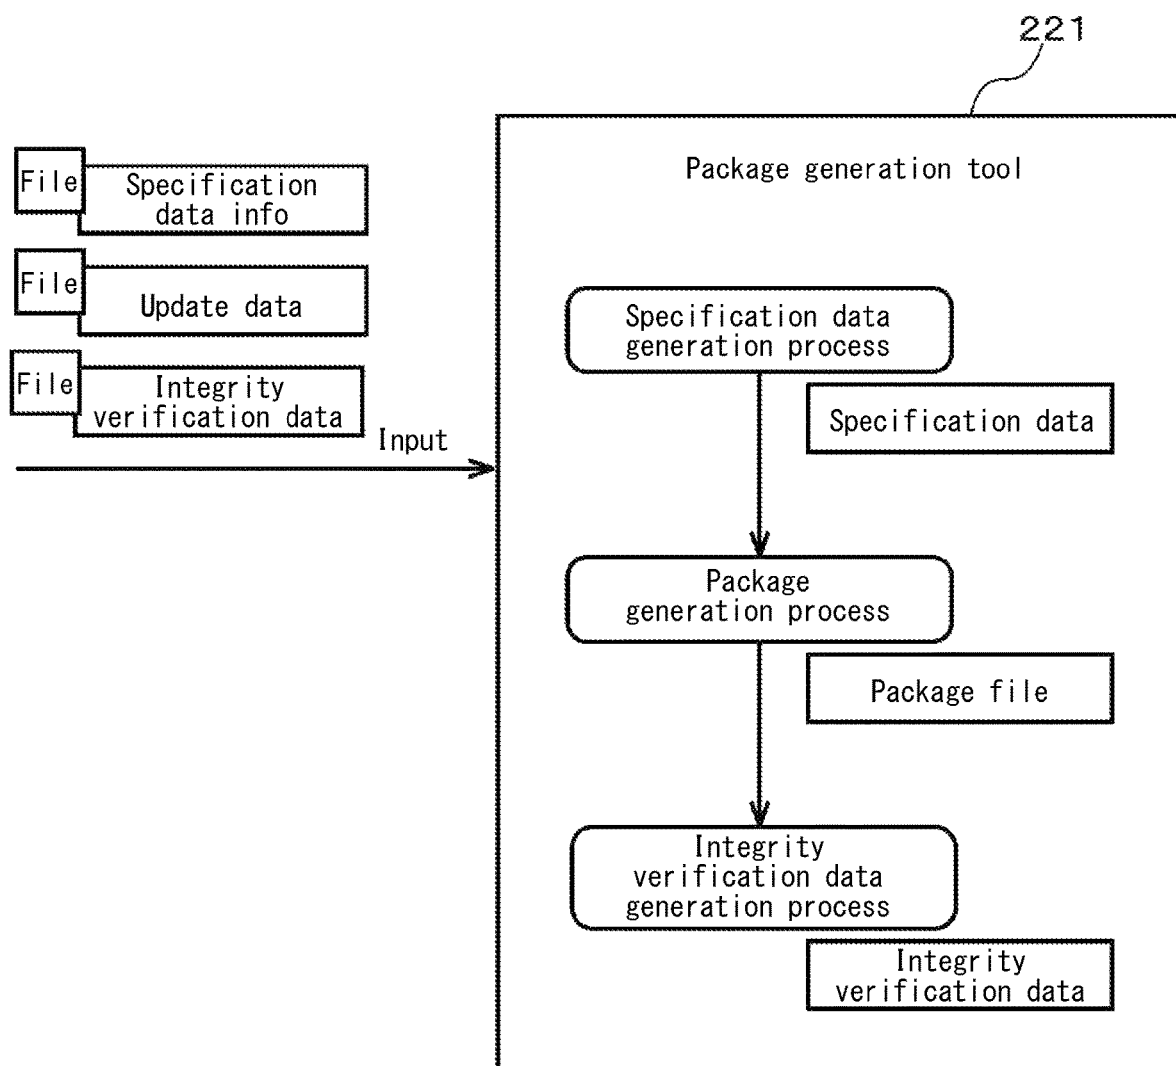 221
File
Specification
data info
File
Update data
File
Integrity
verification data
Input
Package generation tool
Specification data
generation process
Specification data
Package
generation process
Package file
Integrity
verification data
generation process
Integrity
verification data